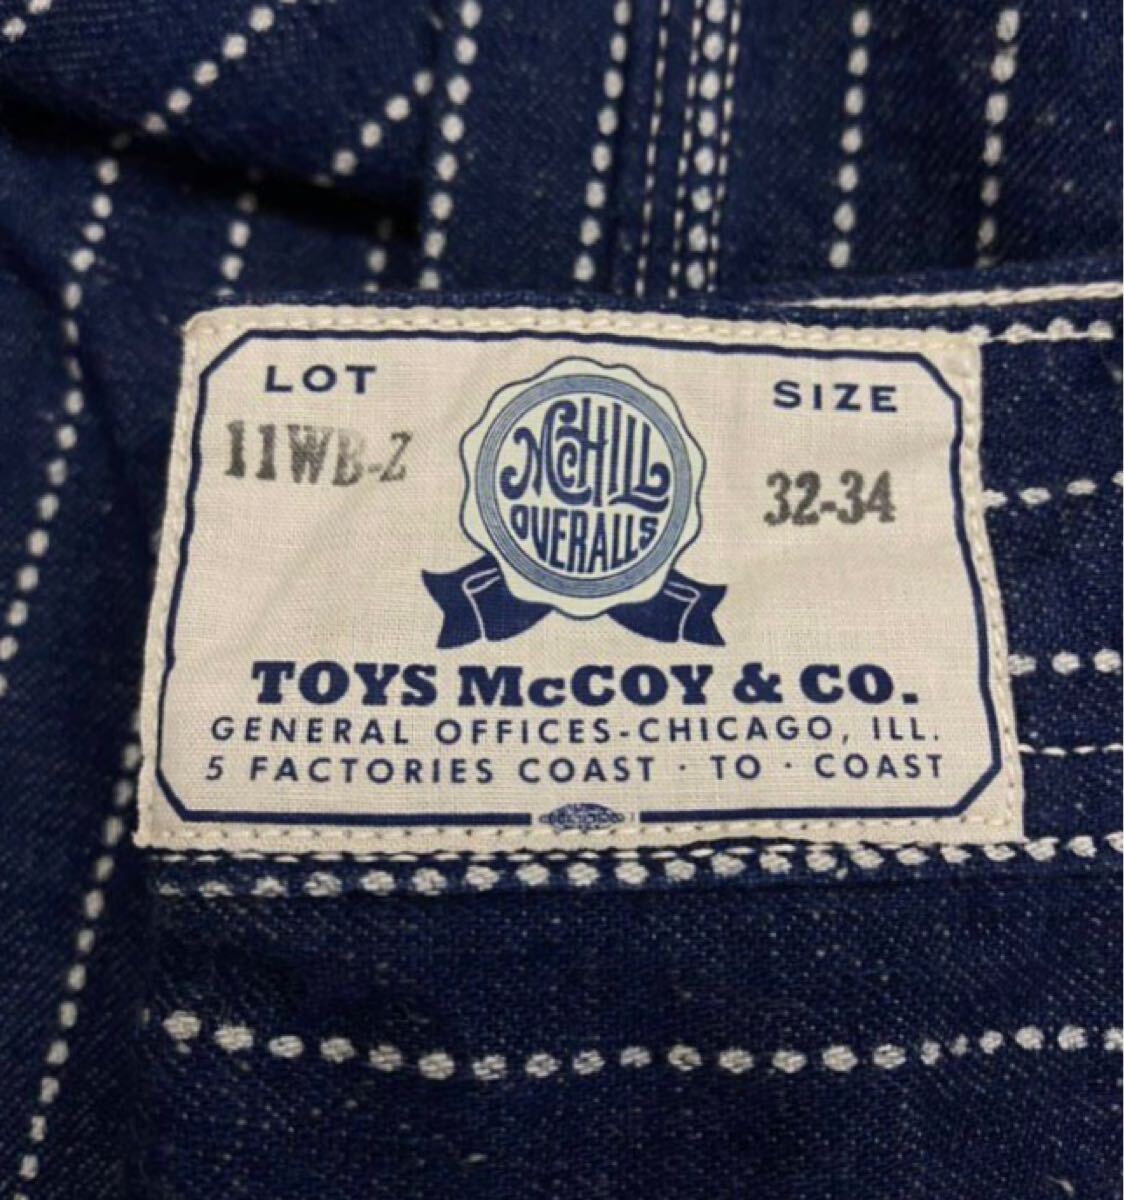 LOT
11WB-Z
McHILL
OVERALLS
SIZE
32-34
TOYS McCOY & CO.
GENERAL OFFICES-CHICAGO, ILL.
5 FACTORIES COAST · TO · COAST